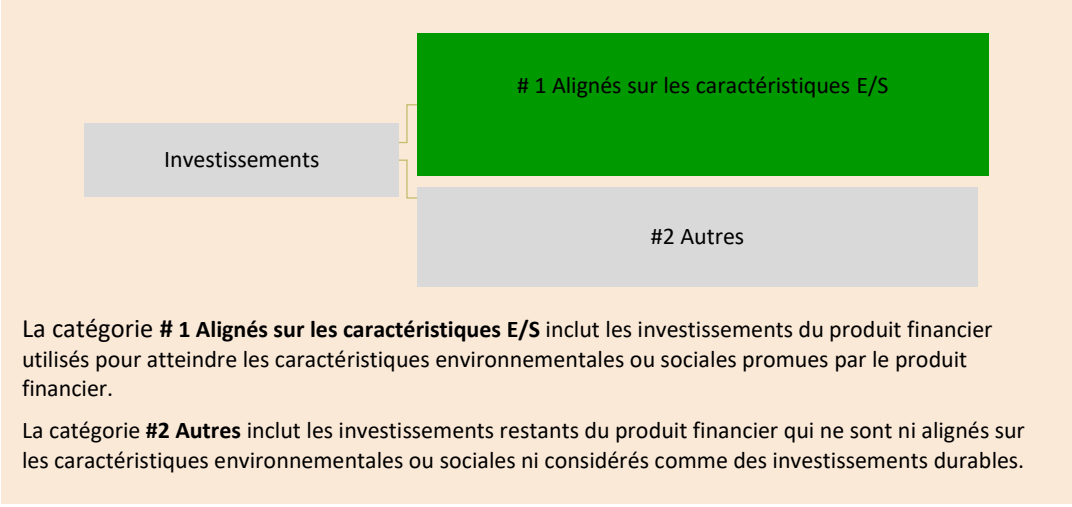 # 1 Alignés sur les caractéristiques E/S
Investissements
#2 Autres
La catégorie # 1 Alignés sur les caractéristiques E/S inclut les investissements du produit financier
utilisés pour atteindre les caractéristiques environnementales ou sociales promues par le produit
financier.
La catégorie #2 Autres inclut les investissements restants du produit financier qui ne sont ni alignés sur
les caractéristiques environnementales ou sociales ni considérés comme des investissements durables.